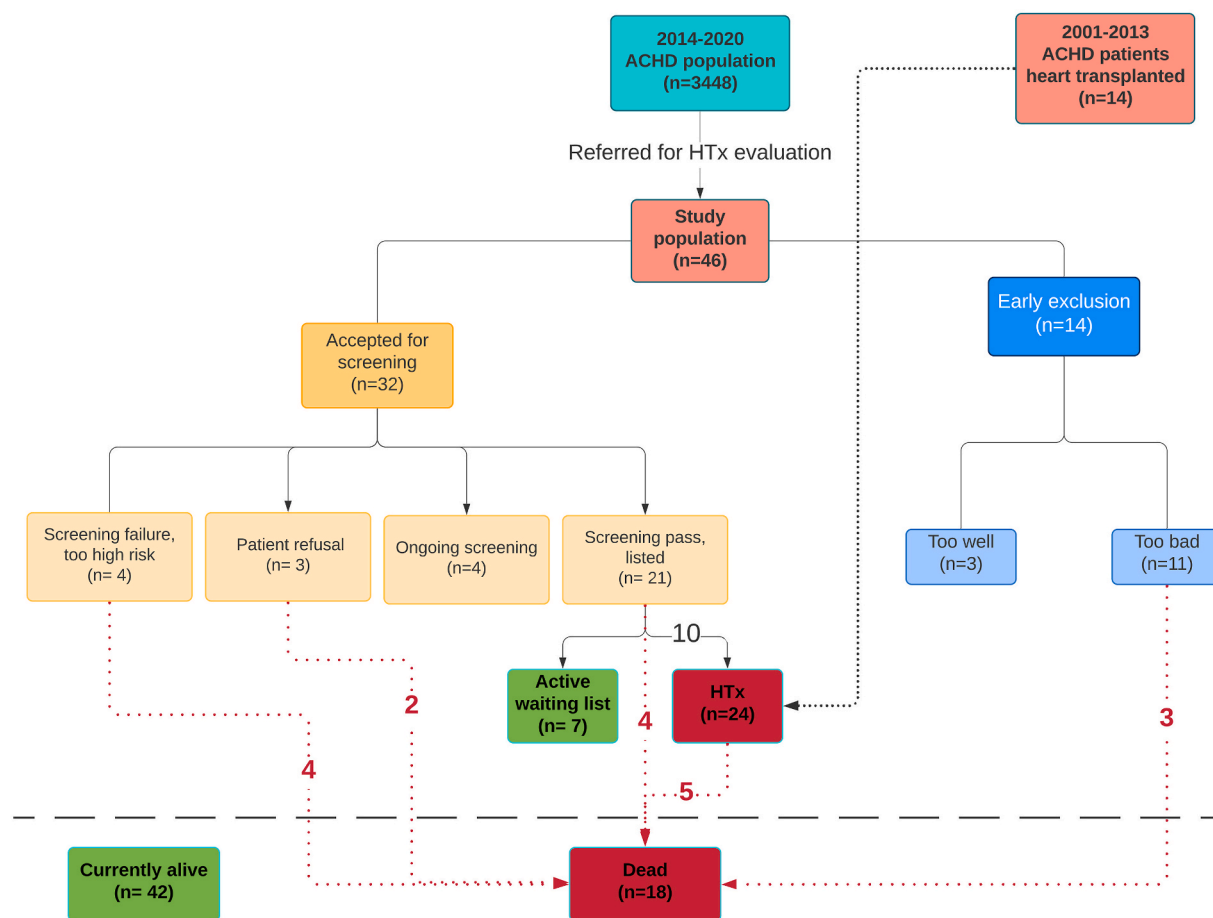 2014-2020
ACHD population
(n=3448)
2001-2013
ACHD patients
heart transplanted
(n=14)
Referred for HTx evaluation
Study
population
(n=46)
Early exclusion
(n=14)
Accepted for
screening
(n=32)
Screening failure,
too high risk
(n= 4)
Patient refusal
(n= 3)
Ongoing screening
(n=4)
Screening pass,
listed
(n= 21)
Too well
(n=3)
Too bad
(n=11)
10
Active
waiting list
(n= 7)
HTx
(n=24)
2
4
3
4
5
Currently alive
(n= 42)
Dead
(n=18)